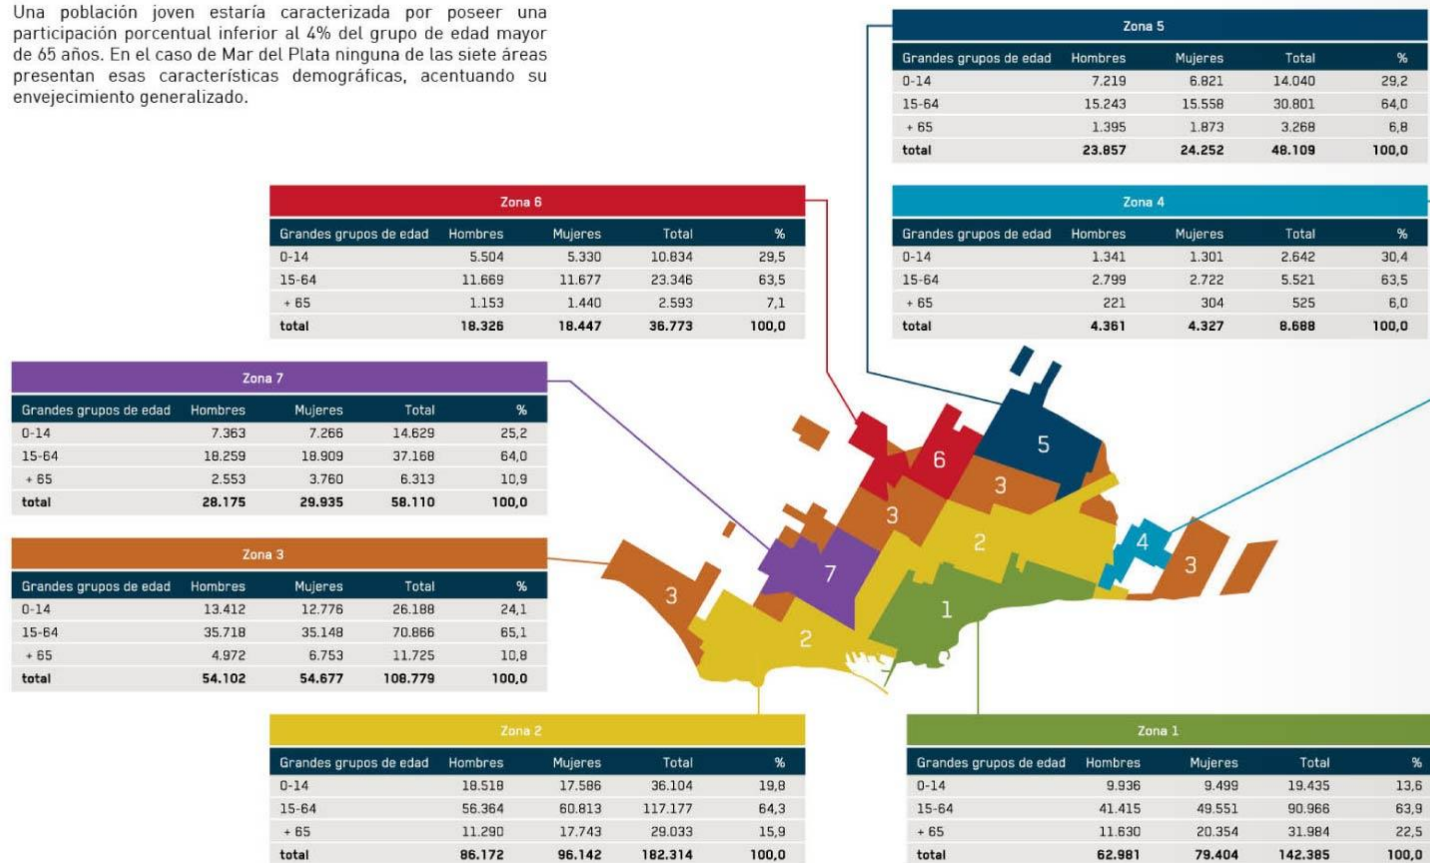 Una población joven estaría caracterizada por poseer una
participación porcentual inferior al 4% del grupo de edad mayor
de 65 años. En el caso de Mar del Plata ninguna de las siete áreas
presentan esas características demográficas, acentuando su
envejecimiento generalizado.
Zona 5
Grandes grupos de edad Hombres Mujeres Total %
0-14 7.219 6.821 14.040 29,2
15-64 15.243 15.558 30.801 64,0
+ 65 1.395 1.873 3.268 6,8
total 23.857 24.252 48.109 100,0
Zona 6
Grandes grupos de edad Hombres Mujeres Total %
0-14 5.504 5.330 10.834 29,5
15-64 11.669 11.677 23.346 63,5
+ 65 1.153 1.440 2.593 7,1
total 18.326 18.447 36.773 100,0
Zona 4
Grandes grupos de edad Hombres Mujeres Total %
0-14 1.341 1.301 2.642 30,4
15-64 2.799 2.722 5.521 63,5
+ 65 221 304 525 6,0
total 4.361 4.327 8.688 100,0
Zona 7
Grandes grupos de edad Hombres Mujeres Total %
0-14 7.363 7.266 14.629 25,2
15-64 18.259 18.909 37.168 64,0
+ 65 2.553 3.760 6.313 10,9
total 28.175 29.935 58.110 100,0
Zona 3
Grandes grupos de edad Hombres Mujeres Total %
0-14 13.412 12.776 26.188 24,1
15-64 35.718 35.148 70.866 65,1
+ 65 4.972 6.753 11.725 10,8
total 54.102 54.677 108.779 100,0
5
6
3
3
2
4
3
7
3
1
2
Zona 2
Grandes grupos de edad Hombres Mujeres Total %
0-14 18.518 17.586 36.104 19,8
15-64 56.364 60.813 117.177 64,3
+ 65 11.290 17.743 29.033 15,9
total 86.172 96.142 182.314 100,0
Zona 1
Grandes grupos de edad Hombres Mujeres Total %
0-14 9.936 9.499 19.435 13,6
15-64 41.415 49.551 90.966 63,9
+ 65 11.630 20.354 31.984 22,5
total 62.981 79.404 142.385 100,0